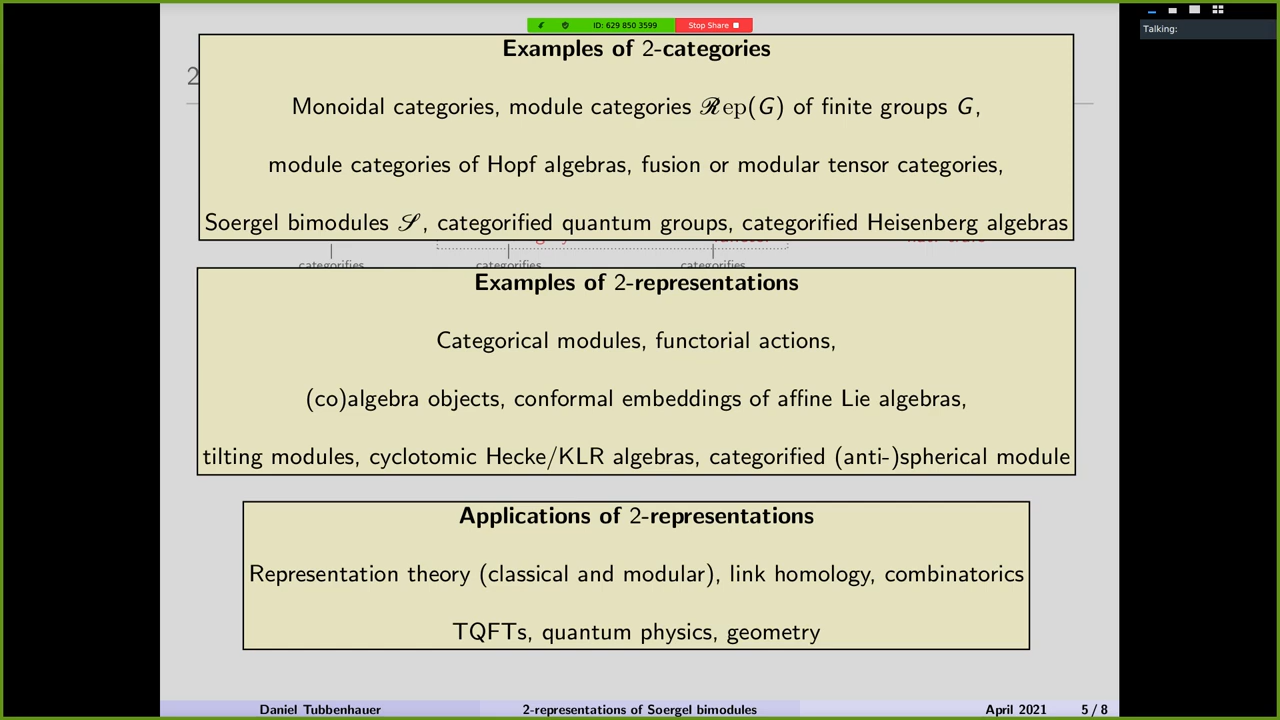 ID: 629 850 3599 Stop Share
Talking:
Examples of 2-categories
2
Monoidal categories, module categories ℛep(G) of finite groups G,
module categories of Hopf algebras, fusion or modular tensor categories,
Soergel bimodules 𝒮, categorified quantum groups, categorified Heisenberg algebras
categorifies categorifies categorifies
Examples of 2-representations
Categorical modules, functorial actions,
(co)algebra objects, conformal embeddings of affine Lie algebras,
tilting modules, cyclotomic Hecke/KLR algebras, categorified (anti-)spherical module
Applications of 2-representations
Representation theory (classical and modular), link homology, combinatorics
TQFTs, quantum physics, geometry
Daniel Tubbenhauer 2-representations of Soergel bimodules April 2021 5 / 8